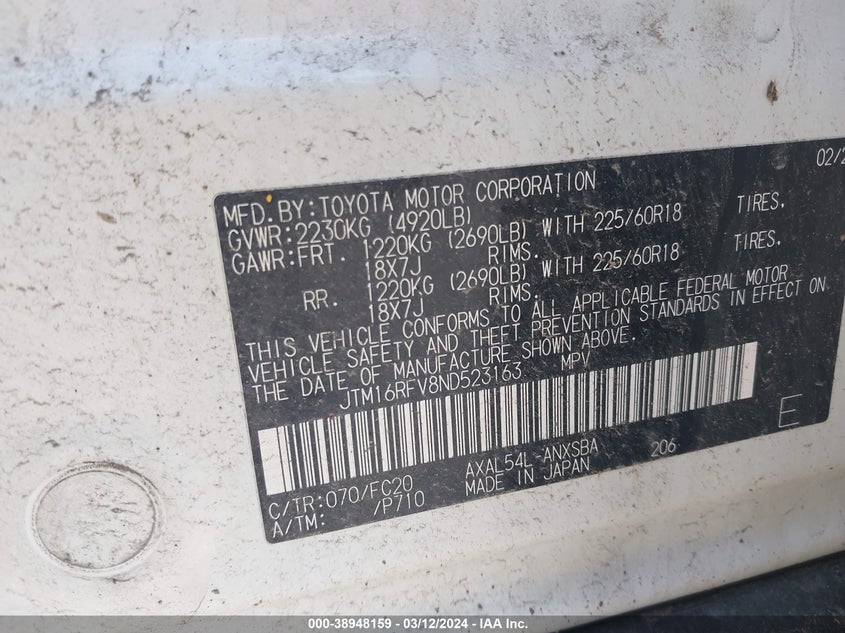 02/2
MFD.BY:TOYOTA MOTOR CORPORATION
GVWR:2230KG (4920LB)
GAWR:FRT. 1220KG (2690LB) WITH 225/60R18 TIRES.
18X7J RIMS.
RR. 1220KG (2690LB) WITH 225/60R18 TIRES.
18X7J RIMS.
THIS VEHICLE CONFORMS TO ALL APPLICABLE FEDERAL MOTOR
VEHICLE SAFETY AND THEFT PREVENTION STANDARDS IN EFFECT ON
THE DATE OF MANUFACTURE SHOWN ABOVE.
JTM16RFV8ND523163 MPV
E
C/TR:070/FC20 AXAL54L-ANXSBA 206
A/TM: /P710 MADE IN JAPAN
000-38948159 - 03/12/2024 - IAA Inc.